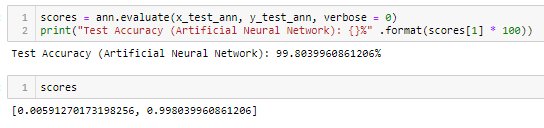 1 scores = ann.evaluate(x_test_ann, y_test_ann, verbose = 0)
2 print("Test Accuracy (Artificial Neural Network): {}%" .format(scores[1] * 100))
Test Accuracy (Artificial Neural Network): 99.8039960861206%
1 scores
[0.00591270173198256, 0.998039960861206]